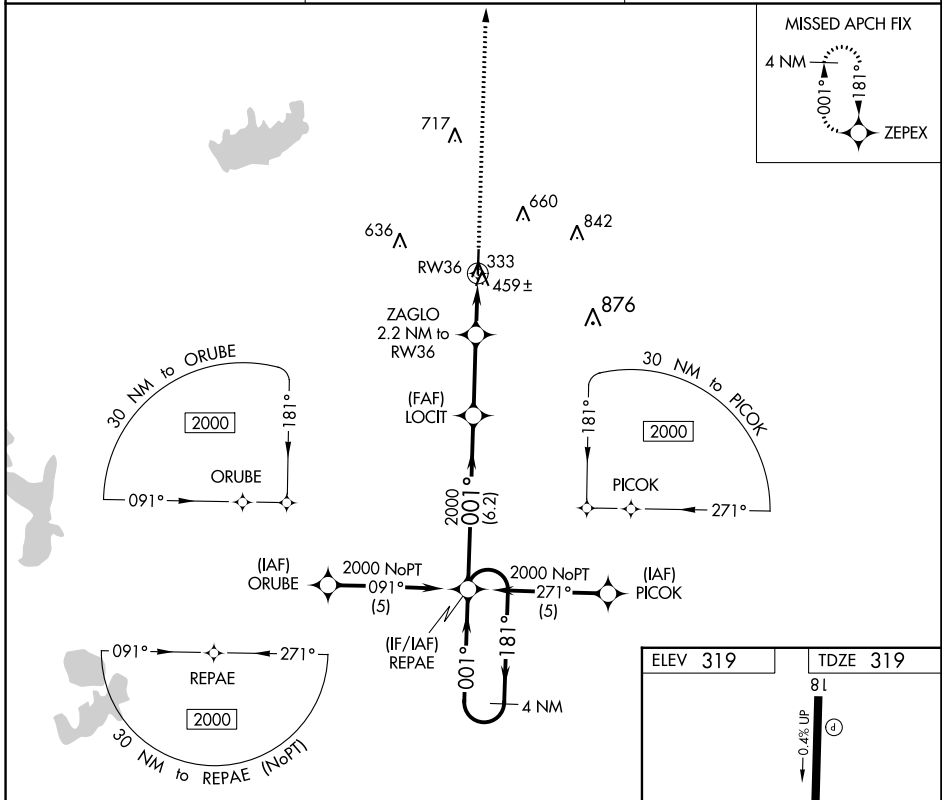 MISSED APCH FIX
4 NM
001°
181°
ZEPEX
717
660
842
636
RW36
333
459±
876
ZAGLO
2.2 NM to
RW36
(FAF)
LOCIT
30 NM to ORUBE
2000
181°
ORUBE
091°
30 NM to PICOK
2000
181°
PICOK
271°
2000
001°
(6.2)
(IAF)
ORUBE
2000 NoPT
091°
(5)
2000 NoPT
271°
(5)
(IAF)
PICOK
(IF/IAF)
REPAE
001°
181°
4 NM
091°
271°
REPAE
2000
30 NM to REPAE (NoPT)
ELEV 319
TDZE 319
18
0.4% UP
P